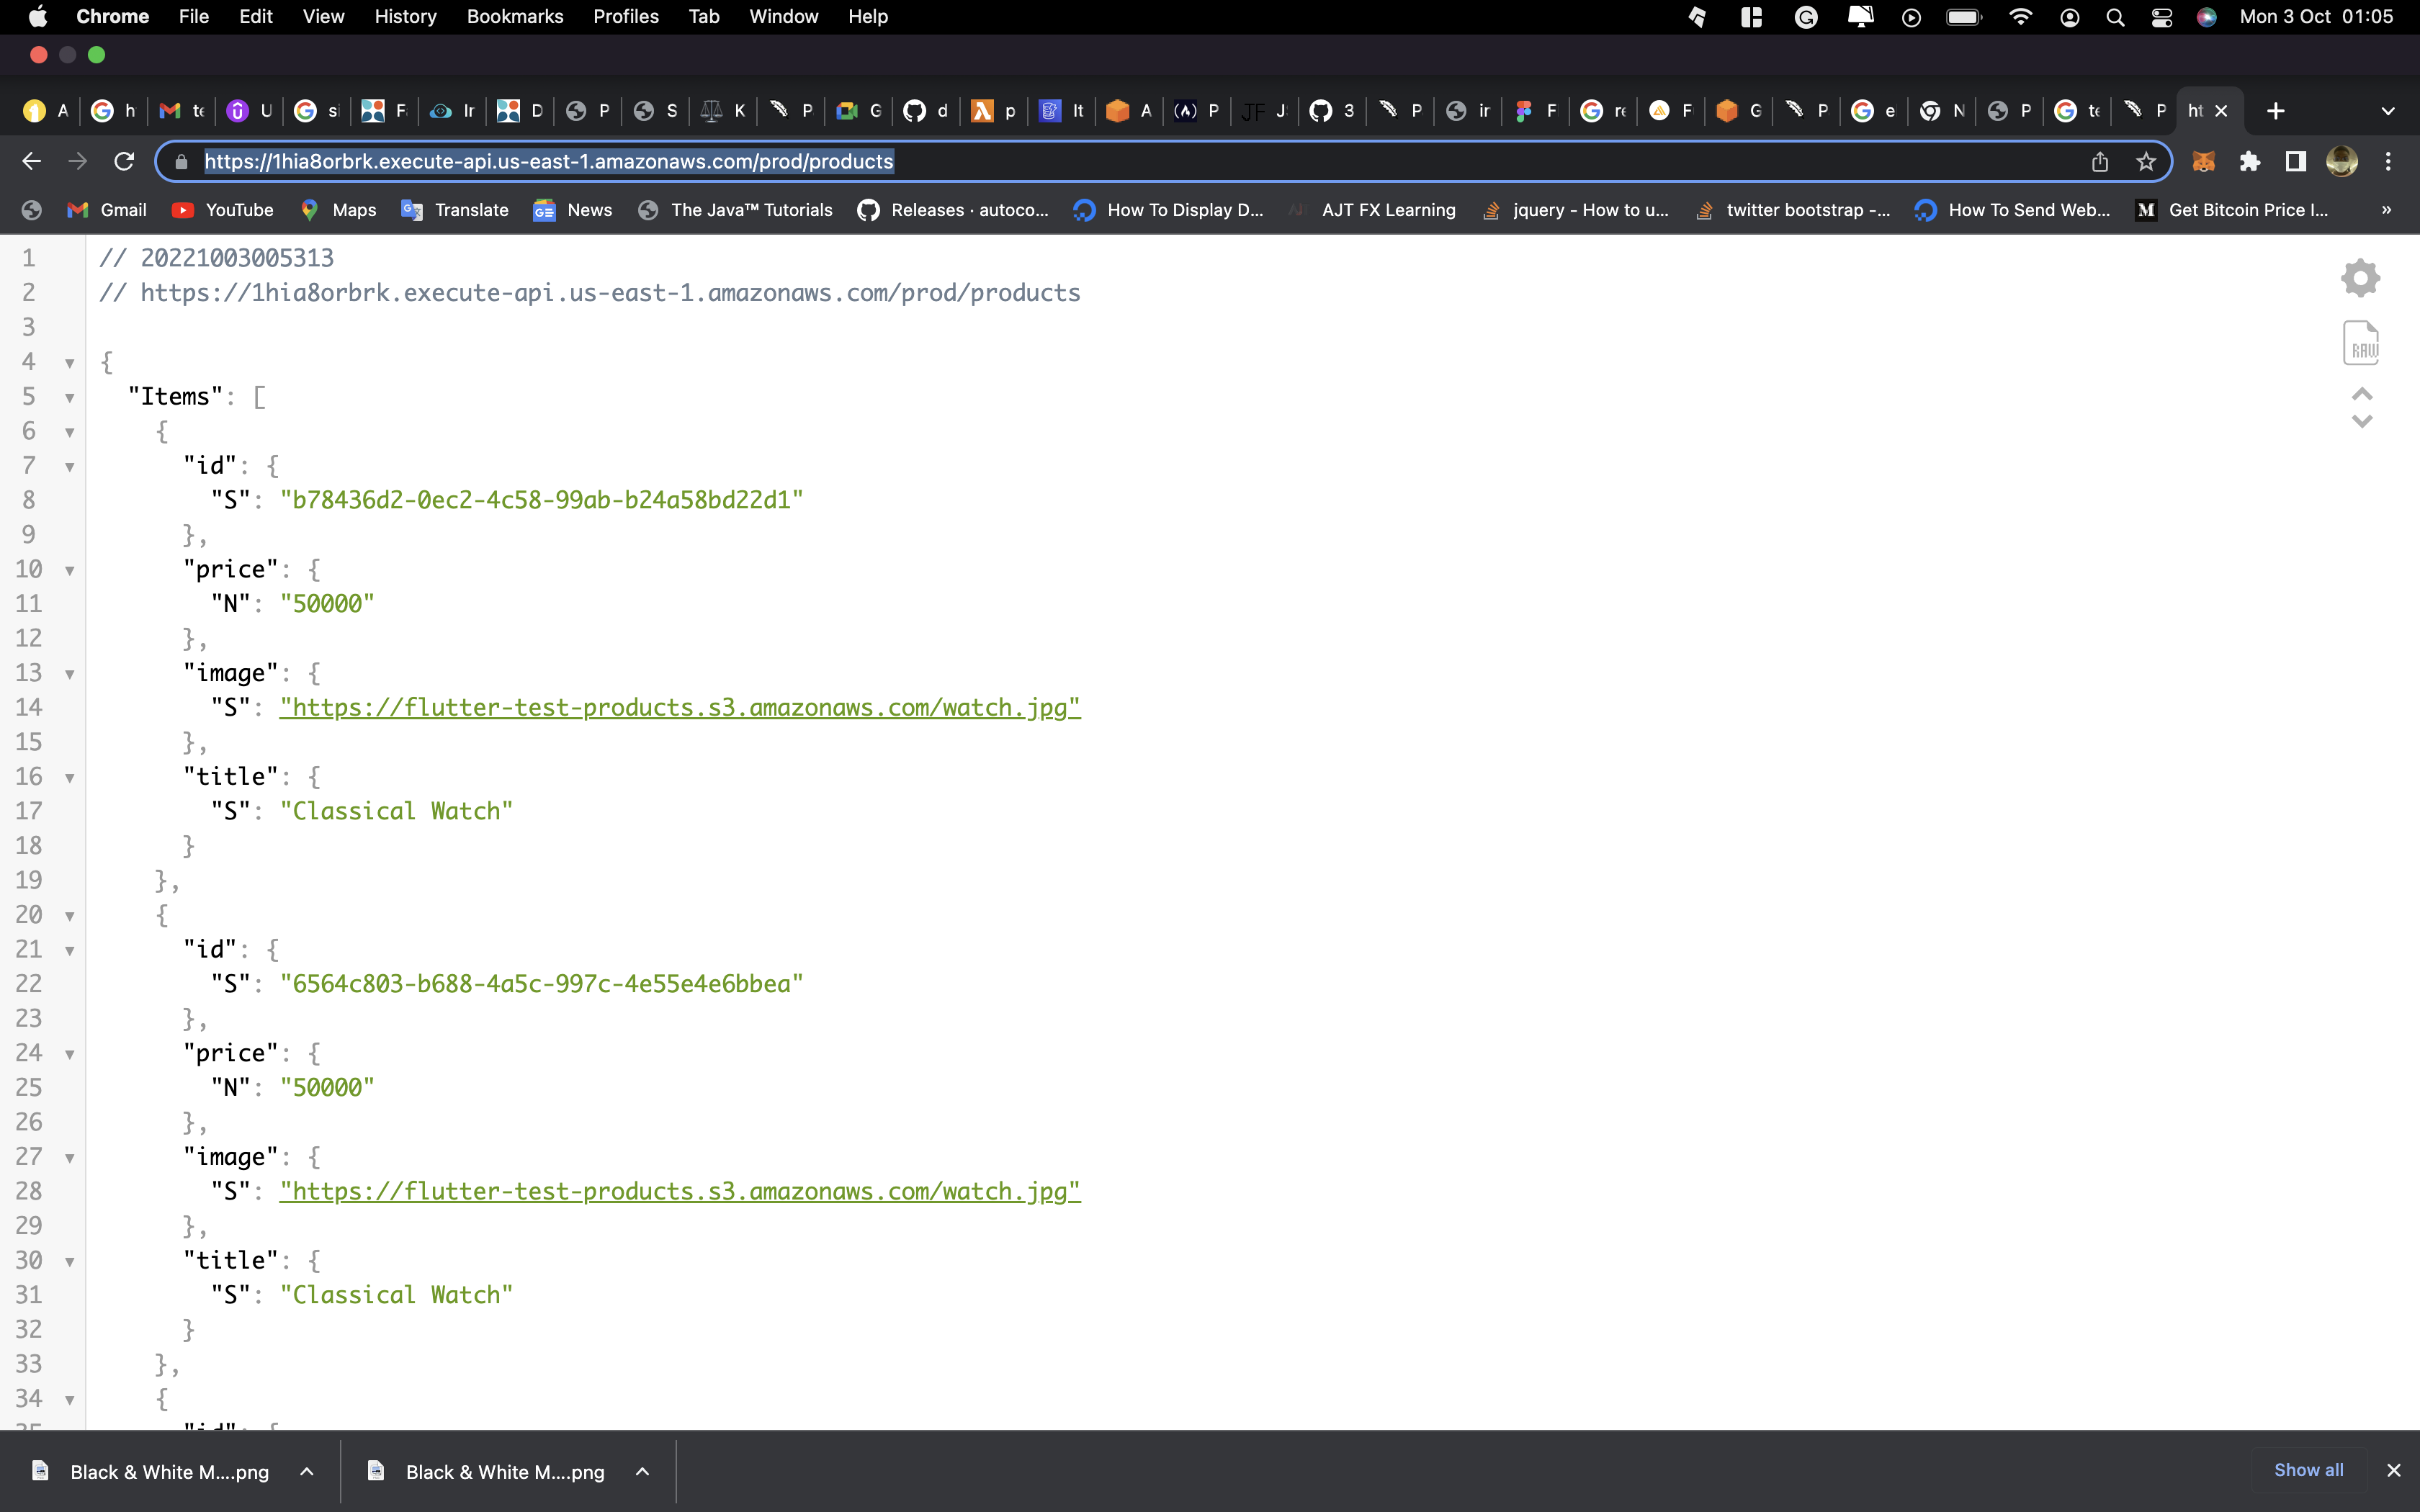 Chrome File Edit View History Bookmarks Profiles Tab Window Help Mon 3 Oct 01:05
A h te U si F Ir D P S K P G d p It A P J 3 P ir F re F G P e N P te P ht
https://1hia8orbrk.execute-api.us-east-1.amazonaws.com/prod/products
Gmail YouTube Maps Translate News The Java™ Tutorials Releases · autoco... How To Display D... AJT FX Learning jquery - How to u... twitter bootstrap -... How To Send Web... Get Bitcoin Price I... »
1 // 20221003005313
2 // https://1hia8orbrk.execute-api.us-east-1.amazonaws.com/prod/products
3
4 {
5 "Items": [
6 {
7 "id": {
8 "S": "b78436d2-0ec2-4c58-99ab-b24a58bd22d1"
9 },
10 "price": {
11 "N": "50000"
12 },
13 "image": {
14 "S": "https://flutter-test-products.s3.amazonaws.com/watch.jpg"
15 },
16 "title": {
17 "S": "Classical Watch"
18 }
19 },
20 {
21 "id": {
22 "S": "6564c803-b688-4a5c-997c-4e55e4e6bbea"
23 },
24 "price": {
25 "N": "50000"
26 },
27 "image": {
28 "S": "https://flutter-test-products.s3.amazonaws.com/watch.jpg"
29 },
30 "title": {
31 "S": "Classical Watch"
32 }
33 },
34 {
RAW
Black & White M....png Black & White M....png Show all